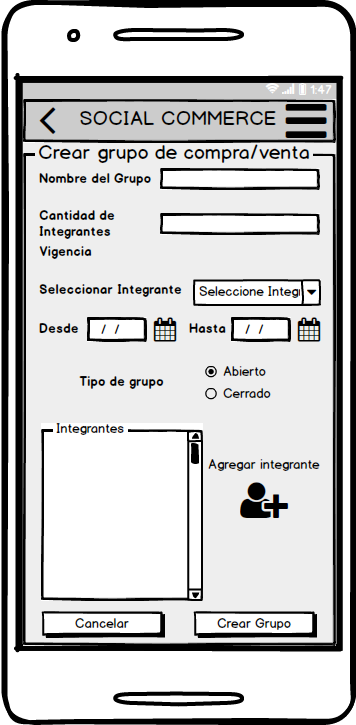 1:47
SOCIAL COMMERCE
Crear grupo de compra/venta
Nombre del Grupo
Cantidad de
Integrantes
Vigencia
Seleccionar Integrante Seleccione Integ
Desde / / Hasta / /
Tipo de grupo
Abierto
Cerrado
Integrantes
Agregar integrante
Cancelar Crear Grupo